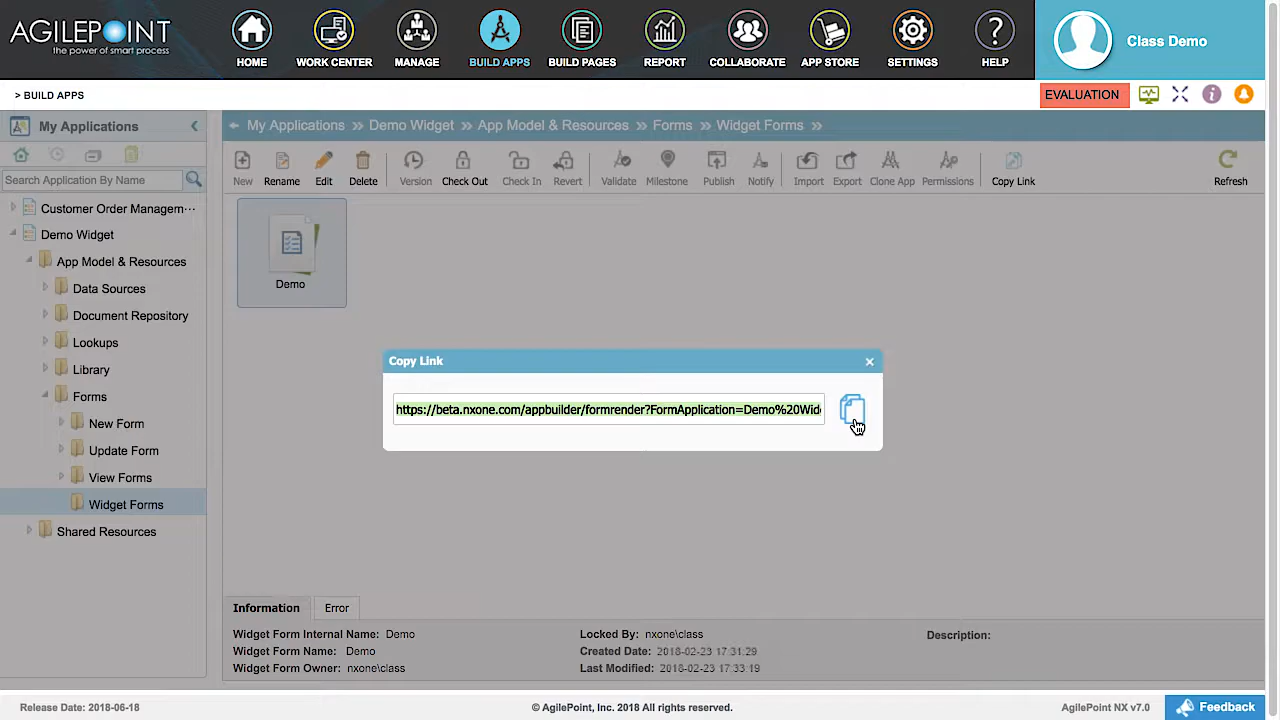 AGILEPOINT
the power of smart process
HOME
WORK CENTER
MANAGE
BUILD APPS
BUILD PAGES
REPORT
COLLABORATE
APP STORE
SETTINGS
HELP
Class Demo
> BUILD APPS
EVALUATION
My Applications
My Applications » Demo Widget » App Model & Resources » Forms » Widget Forms »
Search Application By Name
New
Rename
Edit
Delete
Version
Check Out
Check In
Revert
Validate
Milestone
Publish
Notify
Import
Export
Clone App
Permissions
Copy Link
Refresh
Customer Order Managem...
Demo Widget
App Model & Resources
Data Sources
Document Repository
Lookups
Library
Forms
New Form
Update Form
View Forms
Widget Forms
Shared Resources
Demo
Copy Link
https://beta.nxone.com/appbuilder/formrender?FormApplication=Demo%20Wid
Information
Error
Widget Form Internal Name: Demo
Widget Form Name: Demo
Widget Form Owner: nxone\class
Locked By: nxone\class
Created Date: 2018-02-23 17:31:29
Last Modified: 2018-02-23 17:33:19
Description:
Release Date: 2018-06-18
© AgilePoint, Inc. 2018 All rights reserved.
AgilePoint NX v7.0
Feedback